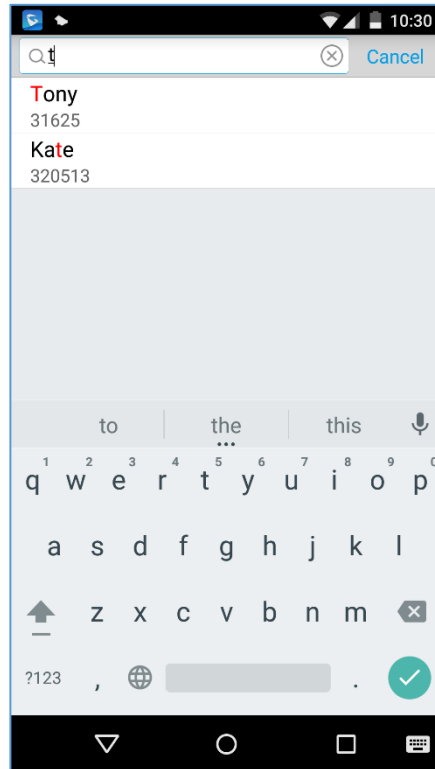 10:30
t Cancel
Tony
31625
Kate
320513
to the this
1 2 3 4 5 6 7 8 9 0
q w e r t y u i o p
a s d f g h j k l
z x c v b n m
?123 , .